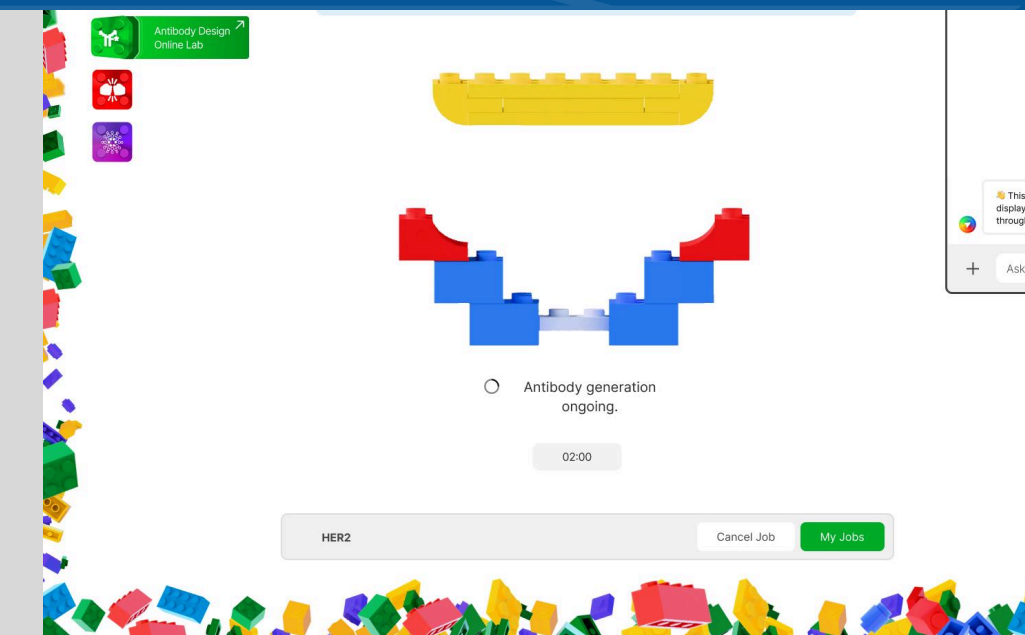 Antibody Design
Online Lab
👋 This
display
through
Ask
Antibody generation
ongoing.
02:00
HER2
Cancel Job
My Jobs